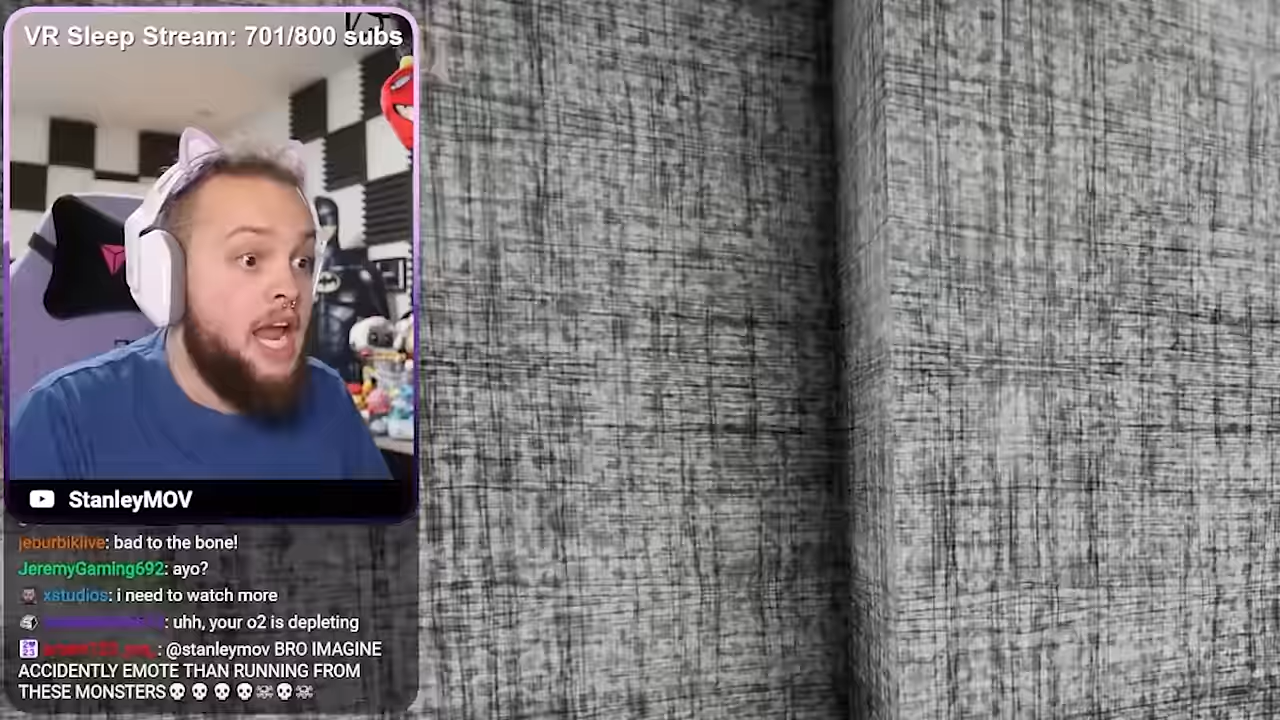 VR Sleep Stream: 701/800 subs
StanleyMOV
jeburbiklive: bad to the bone!
JeremyGaming692: ayo?
xstudios: i need to watch more
: uhh, your o2 is depleting
: @stanleymov BRO IMAGINE
ACCIDENTLY EMOTE THAN RUNNING FROM
THESE MONSTERS💀💀💀💀☠💀☠